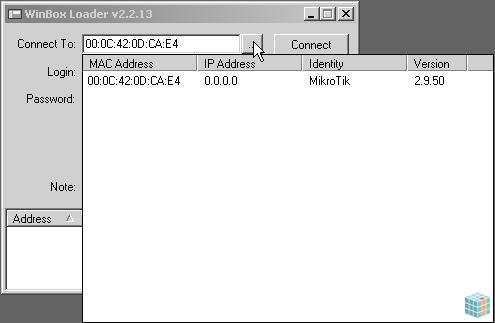 WinBox Loader v2.2.13
Connect To: 00:0C:42:0D:CA:E4 ... Connect
MAC Address IP Address Identity Version
00:0C:42:0D:CA:E4 0.0.0.0 MikroTik 2.9.50
Login:
Password:
Note:
Address